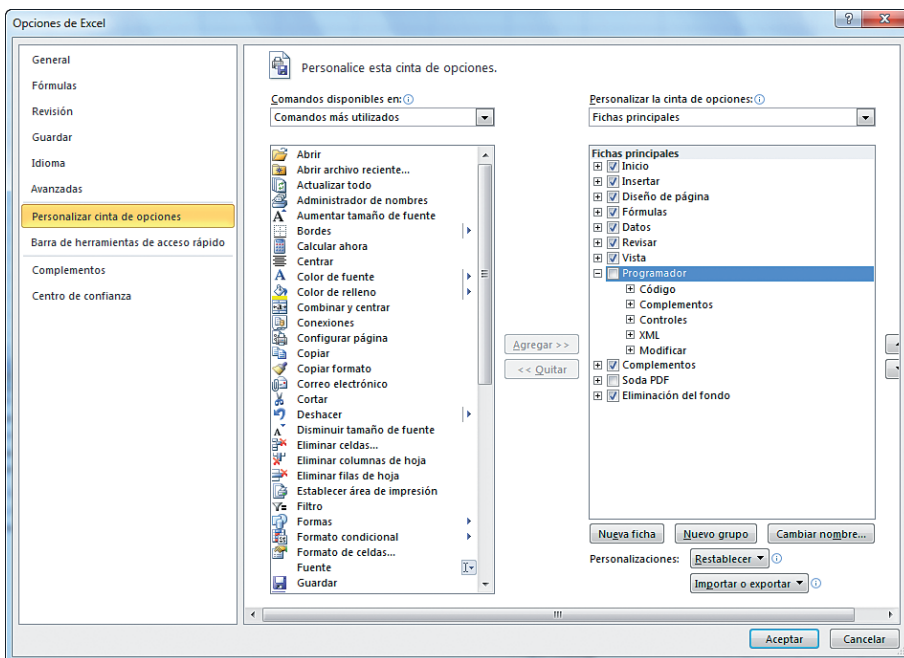 Opciones de Excel
General
Fórmulas
Revisión
Guardar
Idioma
Avanzadas
Personalizar cinta de opciones
Barra de herramientas de acceso rápido
Complementos
Centro de confianza
Personalice esta cinta de opciones.
Comandos disponibles en:
Comandos más utilizados
Abrir
Abrir archivo reciente...
Actualizar todo
Administrador de nombres
Aumentar tamaño de fuente
Bordes
Calcular ahora
Centrar
Color de fuente
Color de relleno
Combinar y centrar
Conexiones
Configurar página
Copiar
Copiar formato
Correo electrónico
Cortar
Deshacer
Disminuir tamaño de fuente
Eliminar celdas...
Eliminar columnas de hoja
Eliminar filas de hoja
Establecer área de impresión
Filtro
Formas
Formato condicional
Formato de celdas...
Fuente
Guardar
Agregar >>
<< Quitar
Personalizar la cinta de opciones:
Fichas principales
Fichas principales
Inicio
Insertar
Diseño de página
Fórmulas
Datos
Revisar
Vista
Programador
Código
Complementos
Controles
XML
Modificar
Complementos
Soda PDF
Eliminación del fondo
Nueva ficha
Nuevo grupo
Cambiar nombre...
Personalizaciones:
Restablecer
Importar o exportar
Aceptar
Cancelar